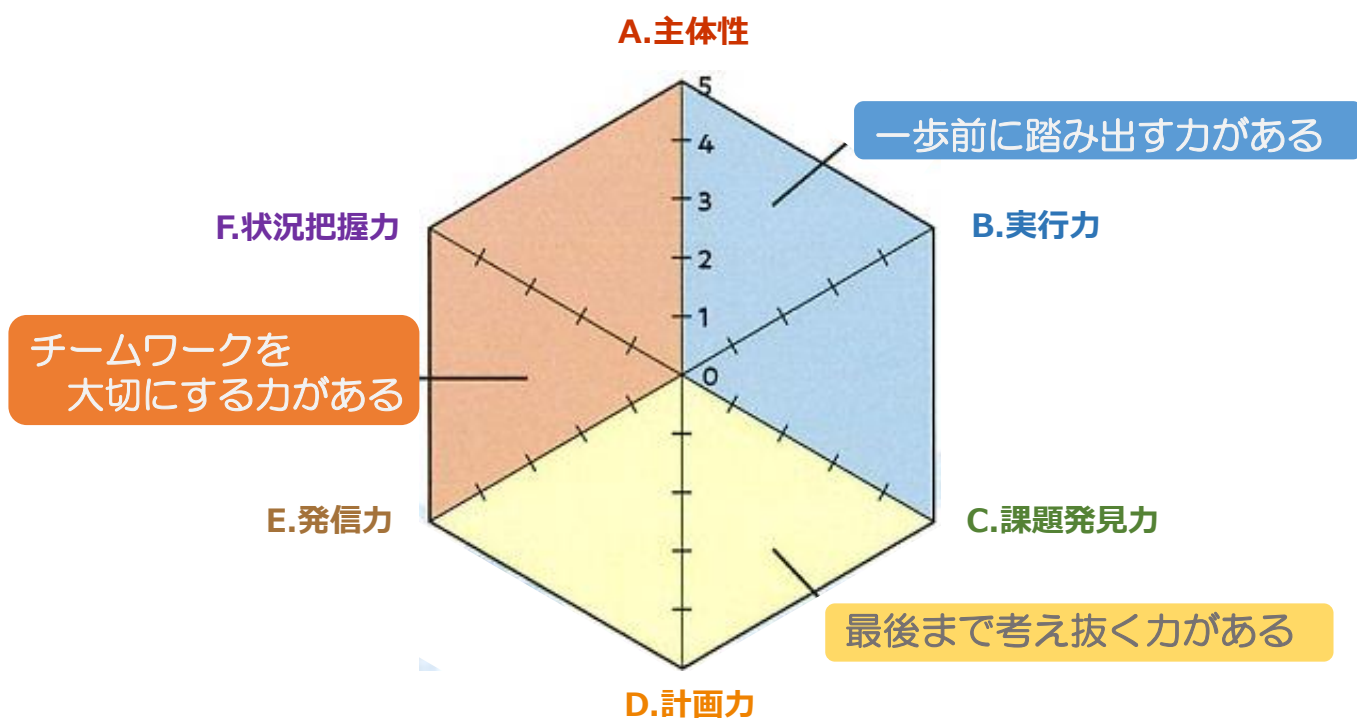 A.主体性
5
一歩前に踏み出す力がある
4
3
F.状況把握力
B.実行力
2
1
チームワークを
大切にする力がある
0
E.発信力
C.課題発見力
最後まで考え抜く力がある
D.計画力